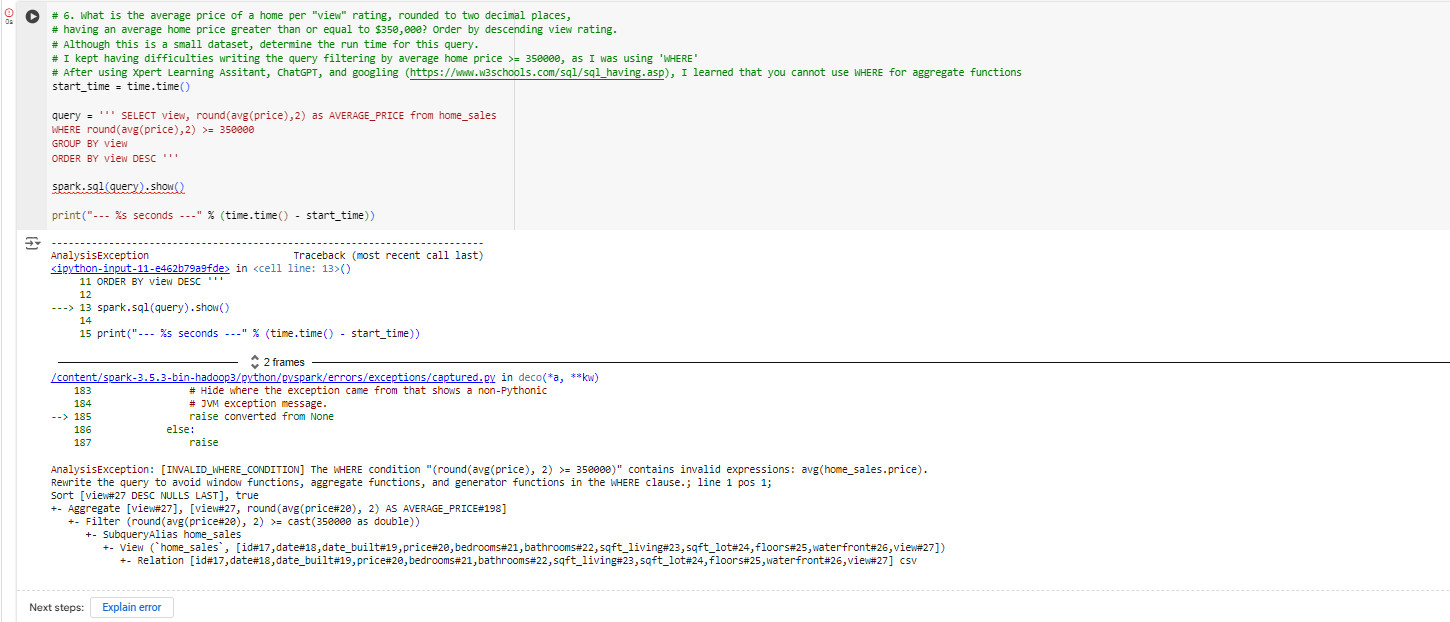 0s
# 6. What is the average price of a home per "view" rating, rounded to two decimal places,
# having an average home price greater than or equal to $350,000? Order by descending view rating.
# Although this is a small dataset, determine the run time for this query.
# I kept having difficulties writing the query filtering by average home price >= 350000, as I was using 'WHERE'
# After using Xpert Learning Assitant, ChatGPT, and googling (https://www.w3schools.com/sql/sql_having.asp), I learned that you cannot use WHERE for aggregate functions
start_time = time.time()
query = ''' SELECT view, round(avg(price),2) as AVERAGE_PRICE from home_sales
WHERE round(avg(price),2) >= 350000
GROUP BY view
ORDER BY view DESC '''
spark.sql(query).show()
print("--- %s seconds ---" % (time.time() - start_time))
---------------------------------------------------------------------------
AnalysisException                         Traceback (most recent call last)
<ipython-input-11-e462b79a9fde> in <cell line: 13>()
     11 ORDER BY view DESC '''
     12
---> 13 spark.sql(query).show()
     14
     15 print("--- %s seconds ---" % (time.time() - start_time))
2 frames
/content/spark-3.5.3-bin-hadoop3/python/pyspark/errors/exceptions/captured.py in deco(*a, **kw)
    183                 # Hide where the exception came from that shows a non-Pythonic
    184                 # JVM exception message.
--> 185                 raise converted from None
    186             else:
    187                 raise
AnalysisException: [INVALID_WHERE_CONDITION] The WHERE condition "(round(avg(price), 2) >= 350000)" contains invalid expressions: avg(home_sales.price).
Rewrite the query to avoid window functions, aggregate functions, and generator functions in the WHERE clause.; line 1 pos 1;
Sort [view#27 DESC NULLS LAST], true
+- Aggregate [view#27], [view#27, round(avg(price#20), 2) AS AVERAGE_PRICE#198]
   +- Filter (round(avg(price#20), 2) >= cast(350000 as double))
      +- SubqueryAlias home_sales
         +- View (`home_sales`, [id#17,date#18,date_built#19,price#20,bedrooms#21,bathrooms#22,sqft_living#23,sqft_lot#24,floors#25,waterfront#26,view#27])
            +- Relation [id#17,date#18,date_built#19,price#20,bedrooms#21,bathrooms#22,sqft_living#23,sqft_lot#24,floors#25,waterfront#26,view#27] csv
Next steps: Explain error